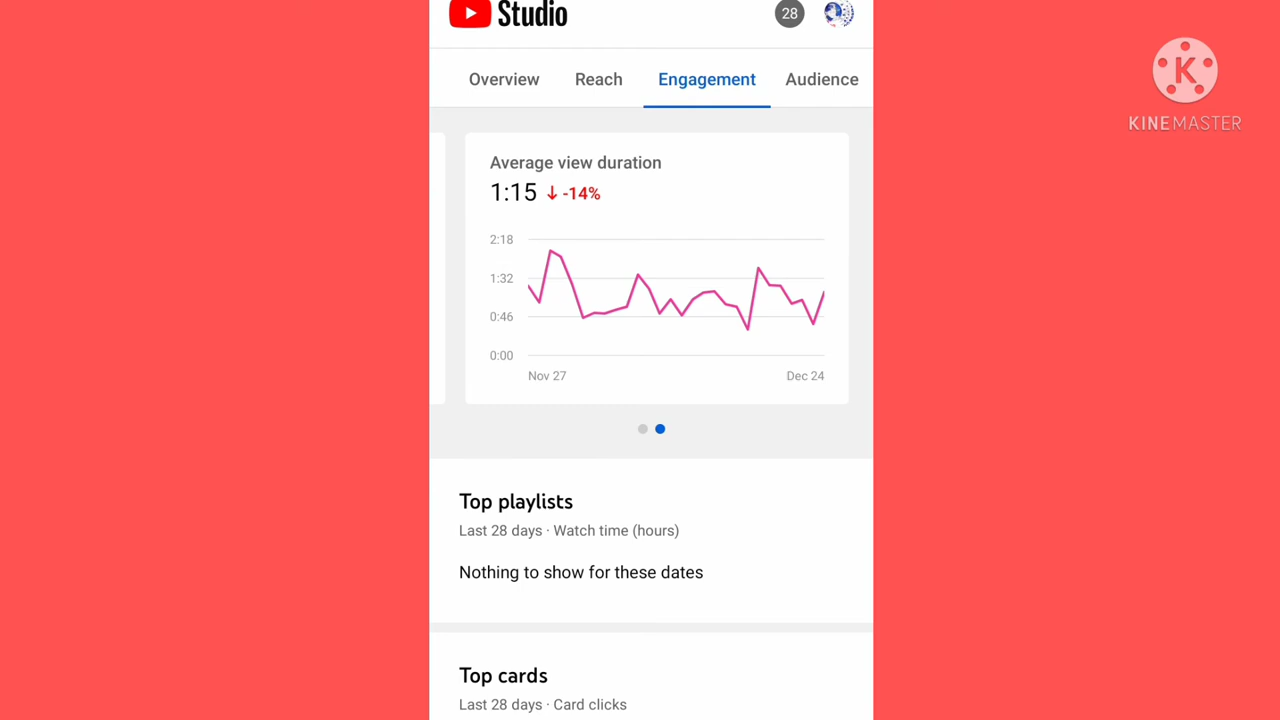 Studio
28
Overview Reach Engagement Audience
K
KINEMASTER
Average view duration
1:15 ↓ -14%
2:18
1:32
0:46
0:00
Nov 27 Dec 24
Top playlists
Last 28 days · Watch time (hours)
Nothing to show for these dates
Top cards
Last 28 days · Card clicks